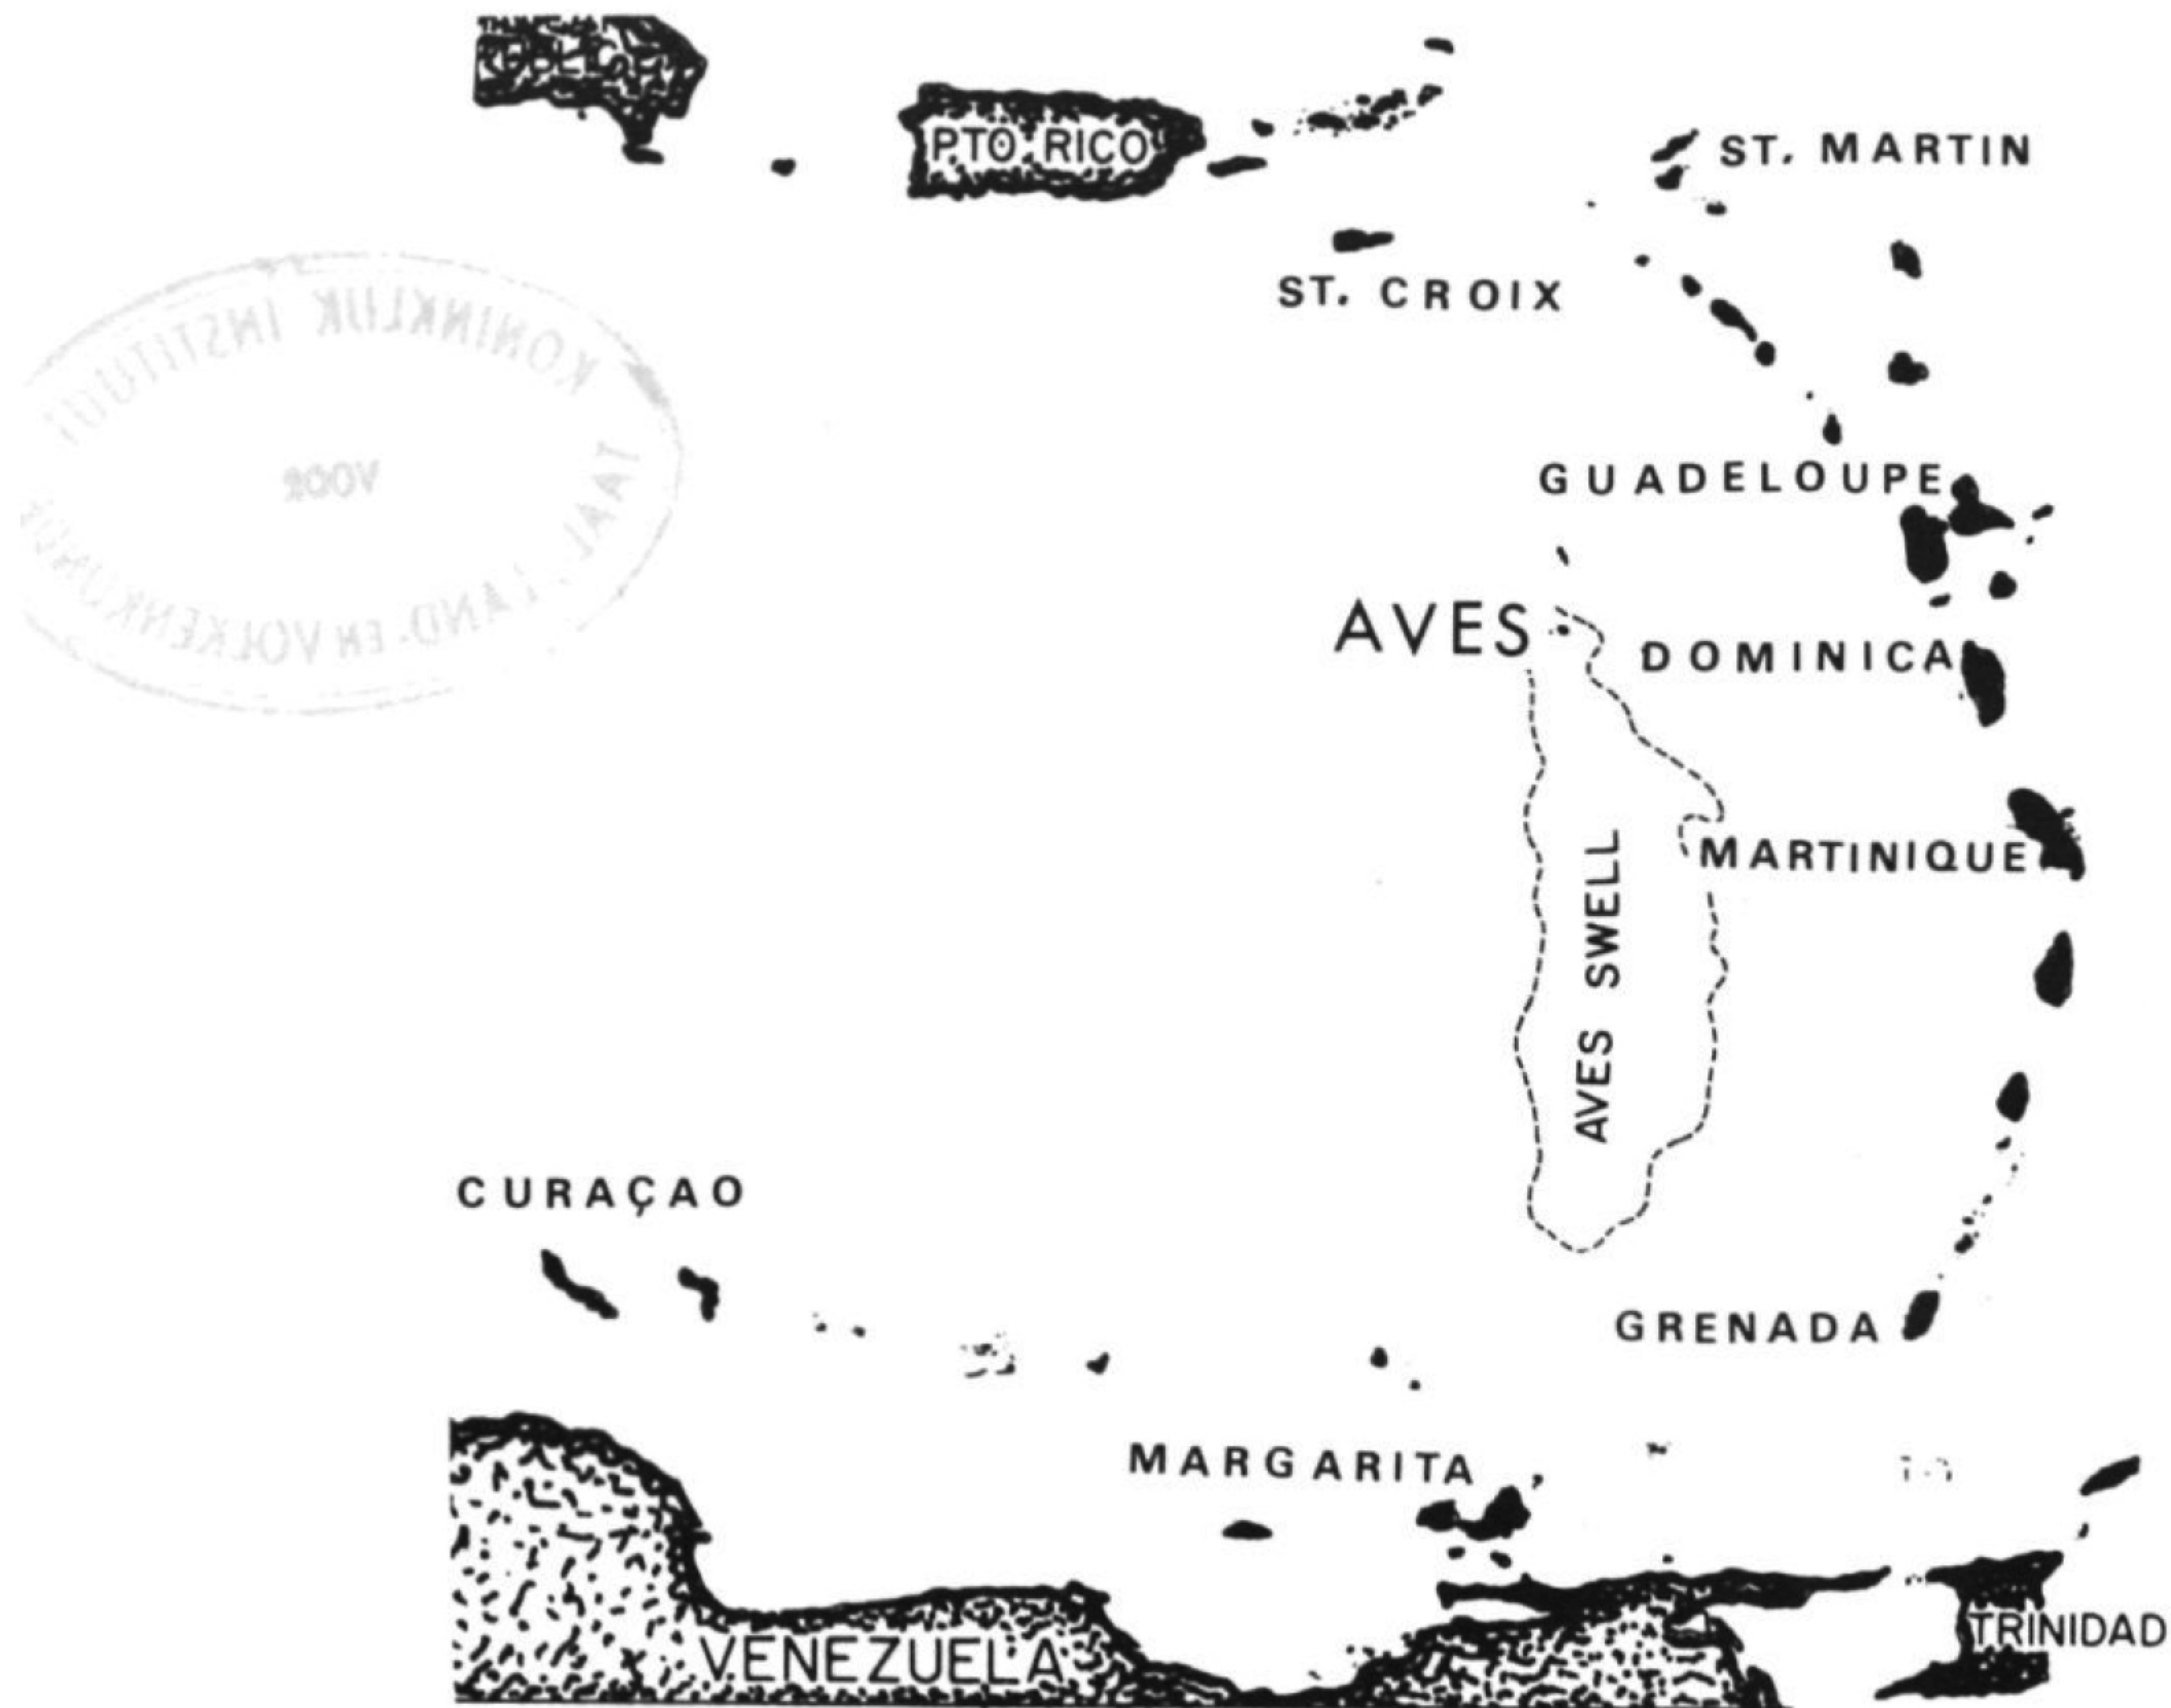 PTO RICO
ST. MARTIN
ST. CROIX
KONINKLIJK INSTITUUT
VOOR
TAAL-, LAND- EN VOLKENKUNDE
GUADELOUPE
AVES
DOMINICA
MARTINIQUE
AVES SWELL
CURAÇAO
GRENADA
MARGARITA
VENEZUELA
TRINIDAD